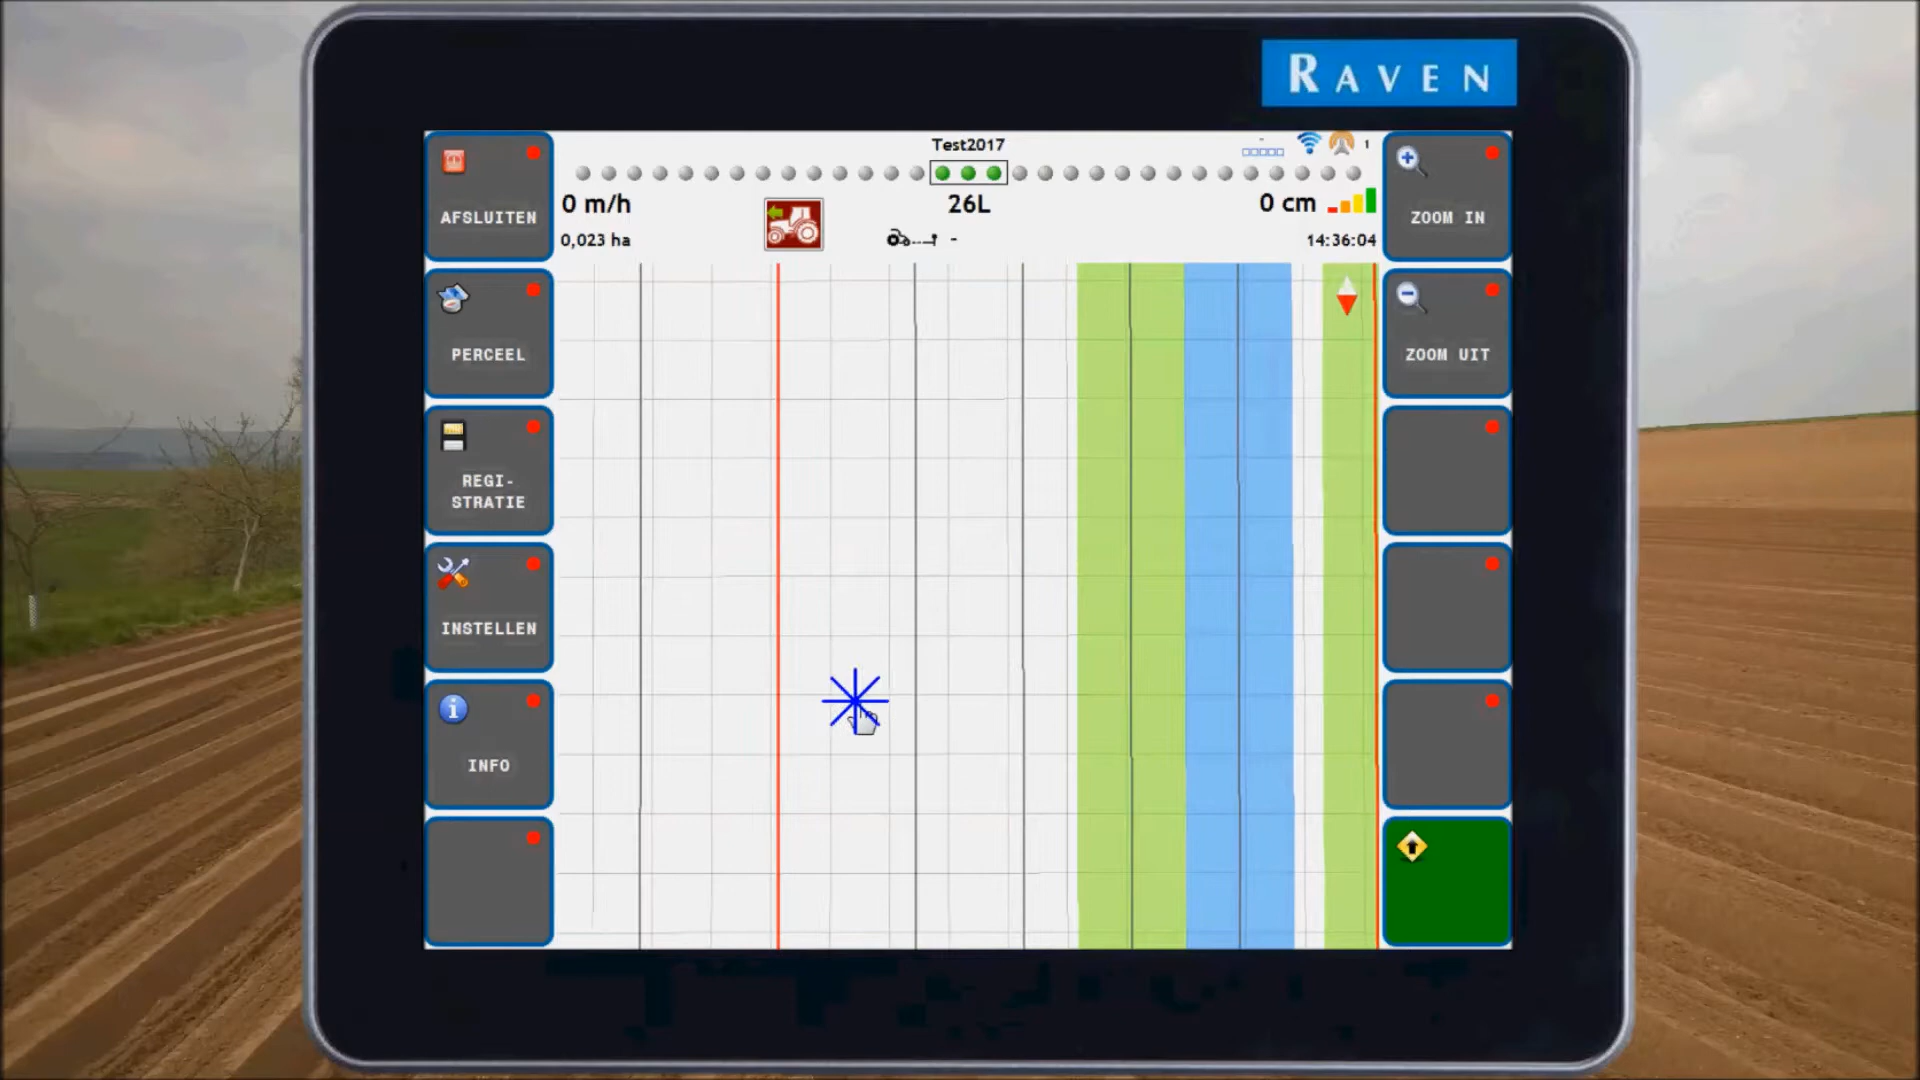 RAVEN
AFSLUITEN
PERCEEL
REGI-
STRATIE
INSTELLEN
INFO
Test2017
1
0 m/h
26L
0 cm
0,023 ha
-
14:36:04
ZOOM IN
ZOOM UIT